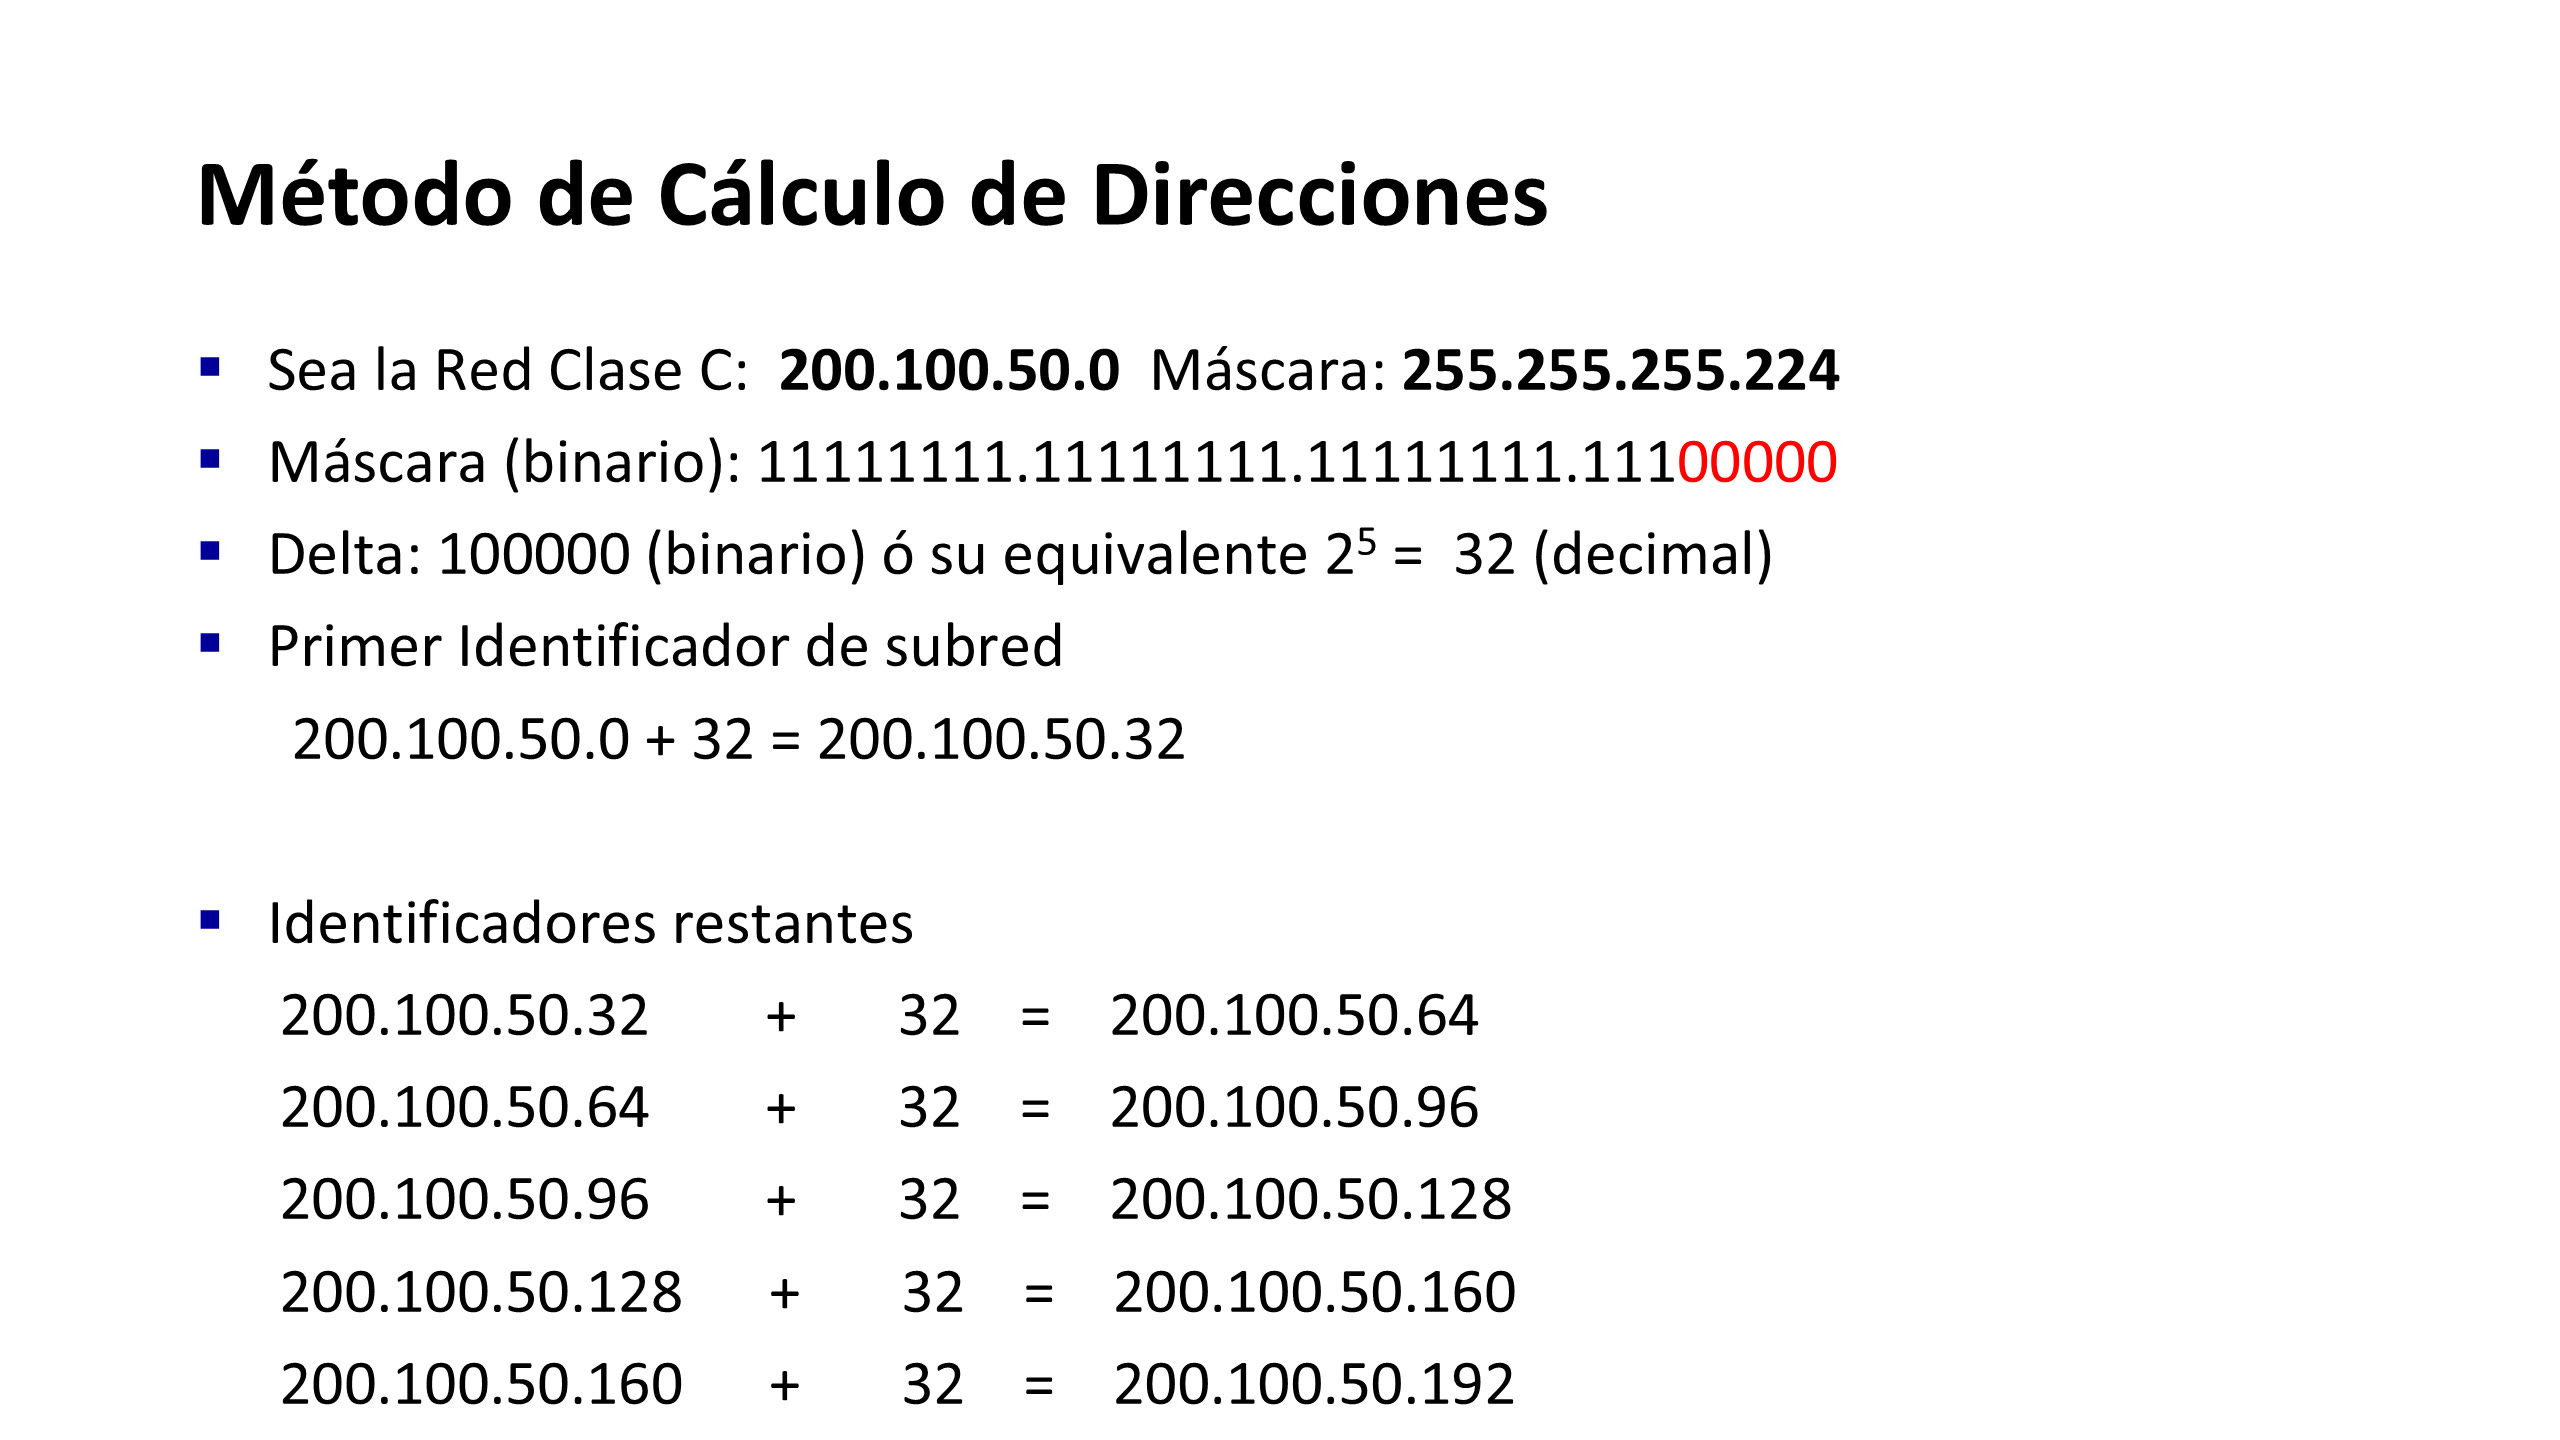 Método de Cálculo de Direcciones
▪ Sea la Red Clase C: 200.100.50.0 Máscara: 255.255.255.224
▪ Máscara (binario): 11111111.11111111.11111111.11100000
▪ Delta: 100000 (binario) ó su equivalente 2⁵ = 32 (decimal)
▪ Primer Identificador de subred
200.100.50.0 + 32 = 200.100.50.32
▪ Identificadores restantes
200.100.50.32 + 32 = 200.100.50.64
200.100.50.64 + 32 = 200.100.50.96
200.100.50.96 + 32 = 200.100.50.128
200.100.50.128 + 32 = 200.100.50.160
200.100.50.160 + 32 = 200.100.50.192